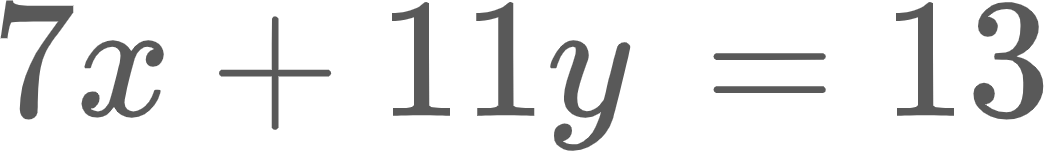 7x + 11y = 13